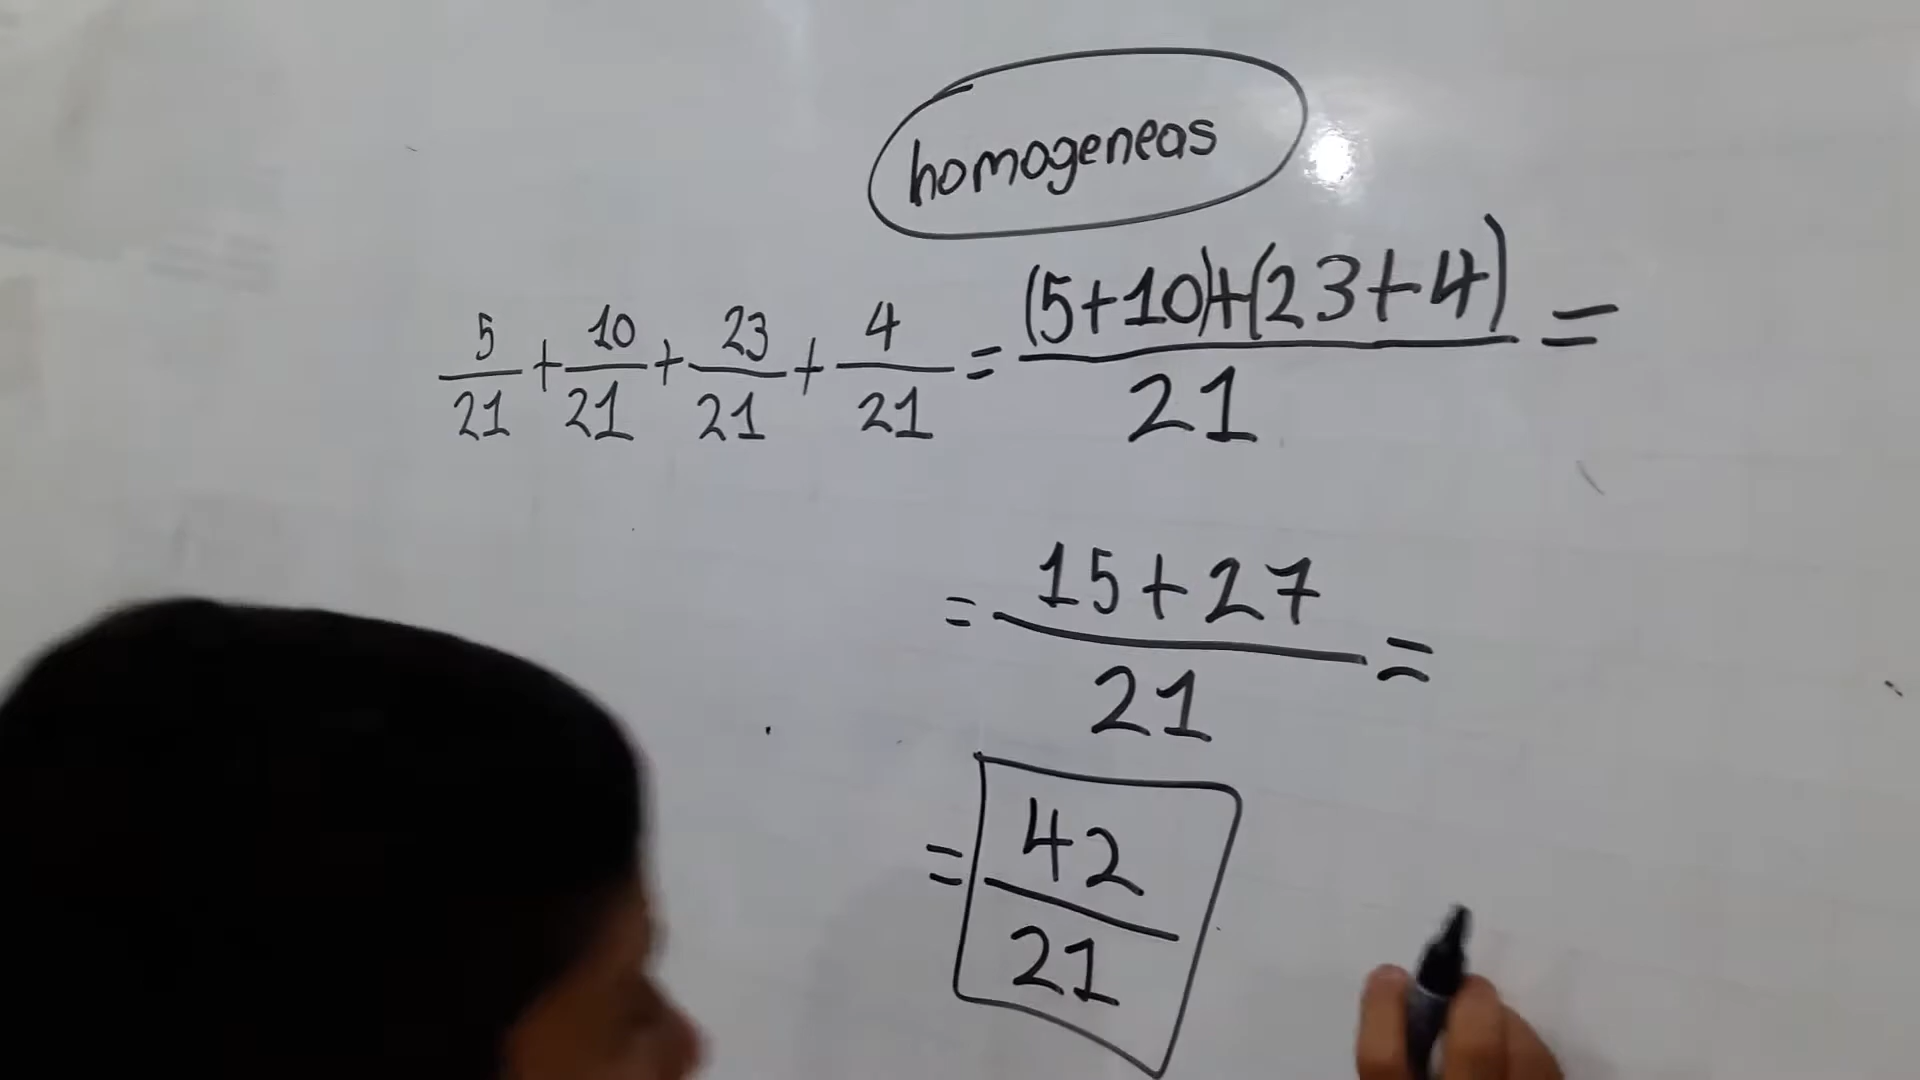 homogeneas
5/21 + 10/21 + 23/21 + 4/21 = (5+10)+(23+4)/21 =
= 15+27/21 =
= 42/21